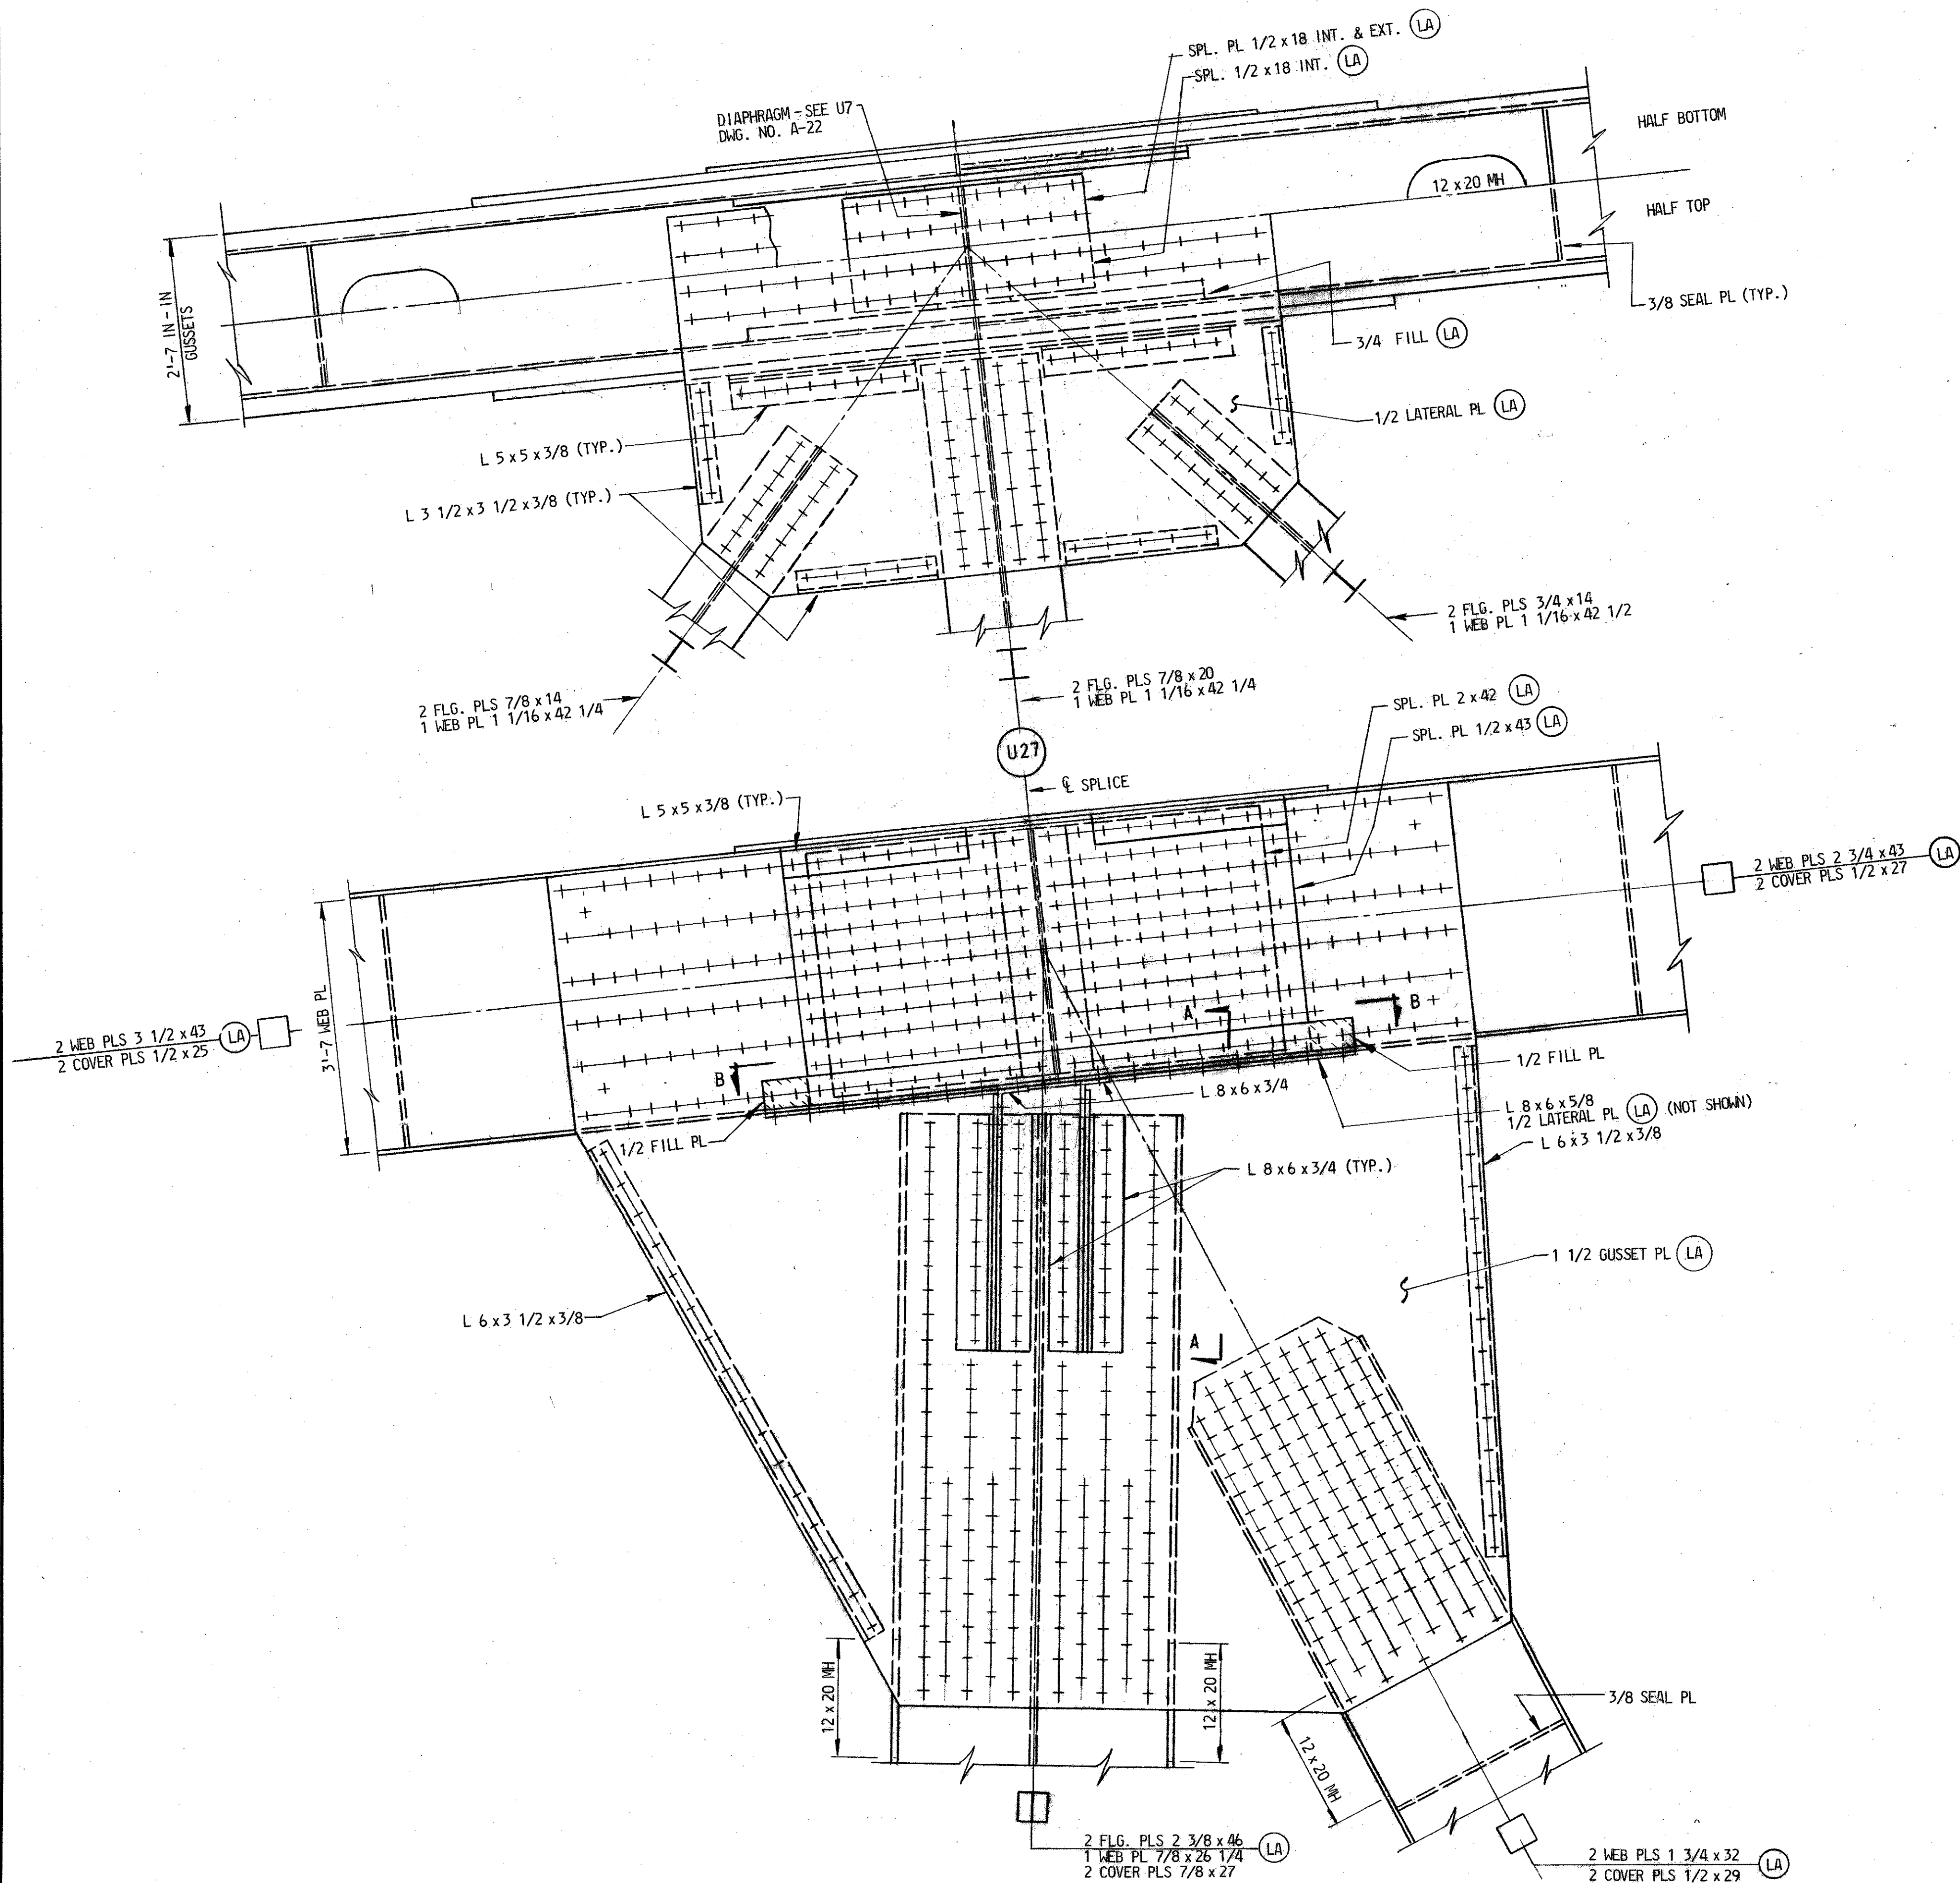 SPL. PL 1/2 x 18 INT. & EXT. LA
SPL. 1/2 x 18 INT. LA
DIAPHRAGM - SEE U7
DWG. NO. A-22
HALF BOTTOM
12 x 20 MH
HALF TOP
2'-7 IN - IN
GUSSETS
3/8 SEAL PL (TYP.)
3/4 FILL LA
1/2 LATERAL PL LA
L 5 x 5 x 3/8 (TYP.)
L 3 1/2 x 3 1/2 x 3/8 (TYP.)
2 FLG. PLS 3/4 x 14
1 WEB PL 1 1/16 x 42 1/2
2 FLG. PLS 7/8 x 14
1 WEB PL 1 1/16 x 42 1/4
2 FLG. PLS 7/8 x 20
1 WEB PL 1 1/16 x 42 1/4
U27
SPL. PL 2 x 42 LA
SPL. PL 1/2 x 43 LA
℄ SPLICE
L 5 x 5 x 3/8 (TYP.)
2 WEB PLS 2 3/4 x 43 LA
2 COVER PLS 1/2 x 27
3'-7 WEB PL
2 WEB PLS 3 1/2 x 43 LA
2 COVER PLS 1/2 x 25
A
B
B
1/2 FILL PL
L 8 x 6 x 3/4
L 8 x 6 x 5/8
1/2 LATERAL PL LA (NOT SHOWN)
L 6 x 3 1/2 x 3/8
1/2 FILL PL
L 8 x 6 x 3/4 (TYP.)
1 1/2 GUSSET PL LA
L 6 x 3 1/2 x 3/8
A
12 x 20 MH
12 x 20 MH
12 x 20 MH
3/8 SEAL PL
2 FLG. PLS 2 3/8 x 46
1 WEB PL 7/8 x 26 1/4 LA
2 COVER PLS 7/8 x 27
2 WEB PLS 1 3/4 x 32 LA
2 COVER PLS 1/2 x 29